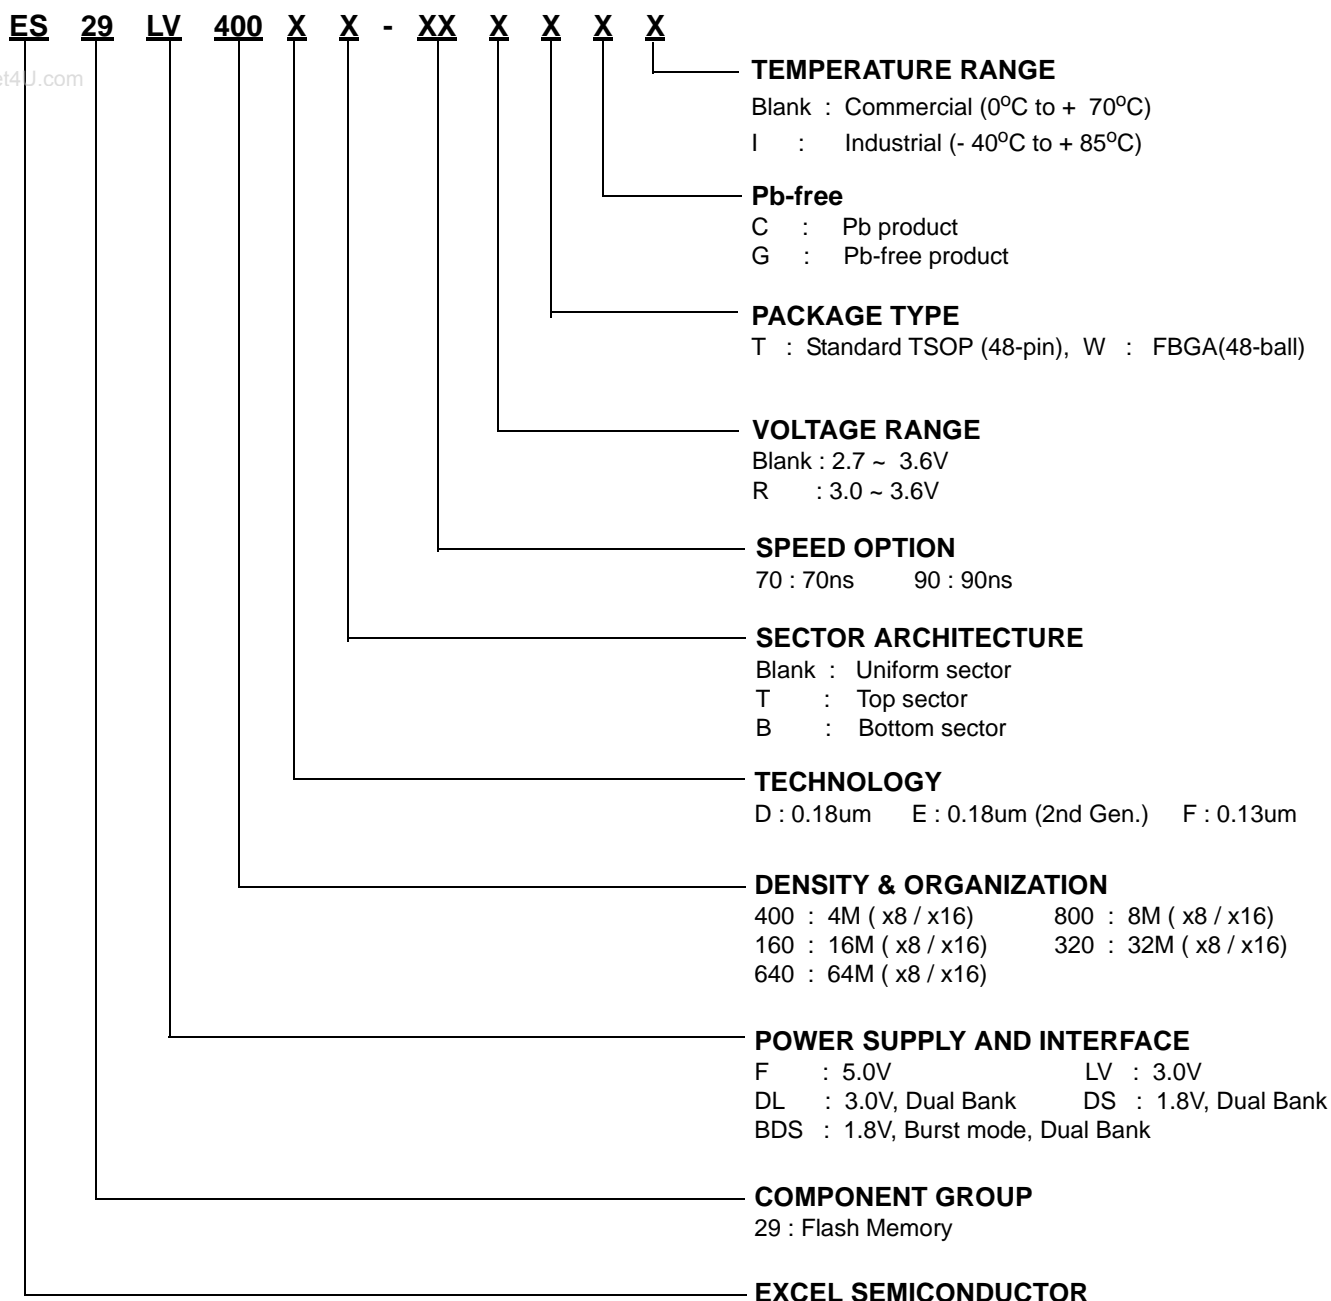 ES 29 LV 400 X X - XX X X X X
et4U.com
TEMPERATURE RANGE
Blank : Commercial (0°C to + 70°C)
I : Industrial (- 40°C to + 85°C)
Pb-free
C : Pb product
G : Pb-free product
PACKAGE TYPE
T : Standard TSOP (48-pin), W : FBGA(48-ball)
VOLTAGE RANGE
Blank : 2.7 ~ 3.6V
R : 3.0 ~ 3.6V
SPEED OPTION
70 : 70ns 90 : 90ns
SECTOR ARCHITECTURE
Blank : Uniform sector
T : Top sector
B : Bottom sector
TECHNOLOGY
D : 0.18um E : 0.18um (2nd Gen.) F : 0.13um
DENSITY & ORGANIZATION
400 : 4M ( x8 / x16) 800 : 8M ( x8 / x16)
160 : 16M ( x8 / x16) 320 : 32M ( x8 / x16)
640 : 64M ( x8 / x16)
POWER SUPPLY AND INTERFACE
F : 5.0V LV : 3.0V
DL : 3.0V, Dual Bank DS : 1.8V, Dual Bank
BDS : 1.8V, Burst mode, Dual Bank
COMPONENT GROUP
29 : Flash Memory
EXCEL SEMICONDUCTOR